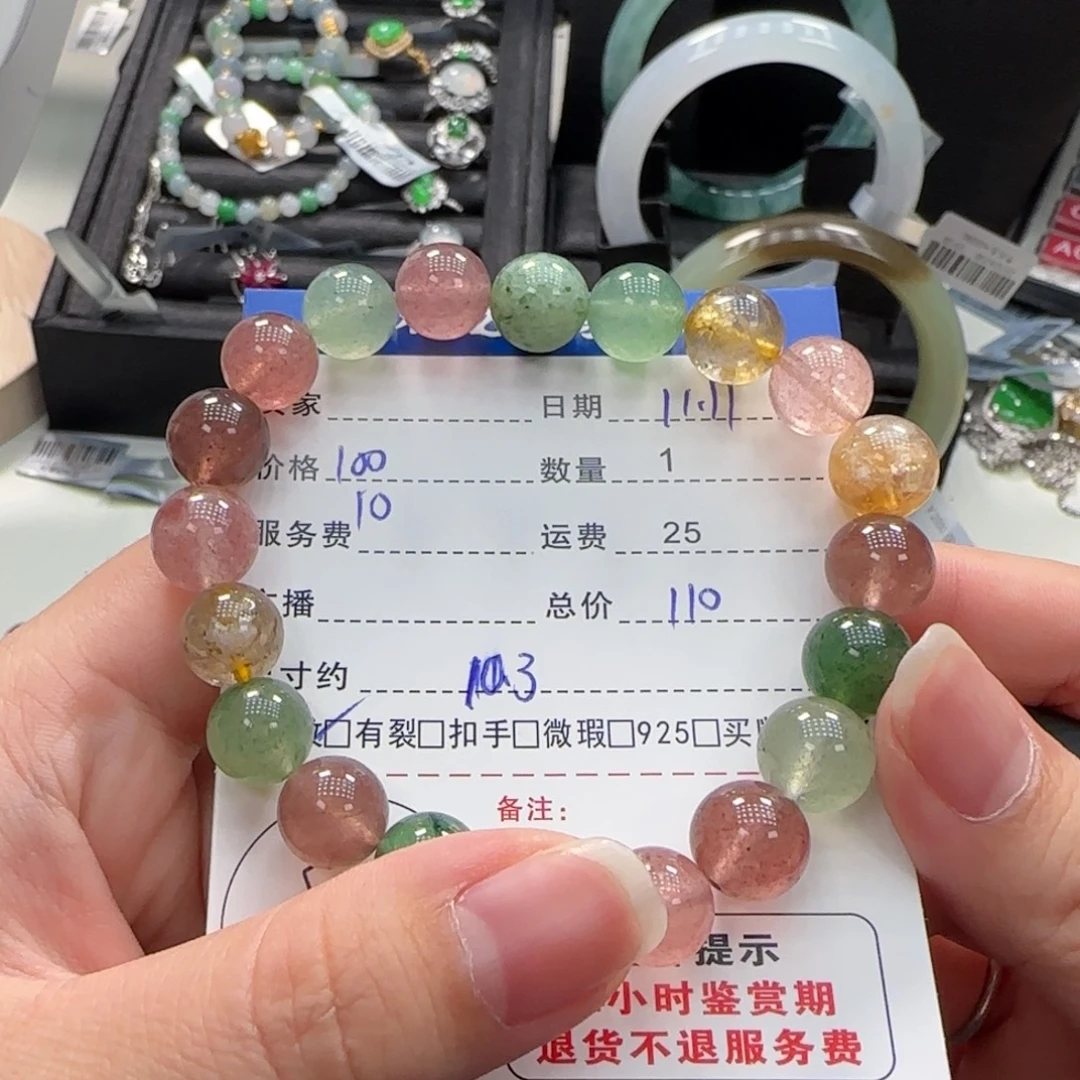 家 日期 11.11
价格 100 数量 1
服务费 10 运费 25
播 总价 110
寸约 10.3
□有裂□扣手□微瑕□925□买
备注：
提示
小时鉴赏期
退货不退服务费